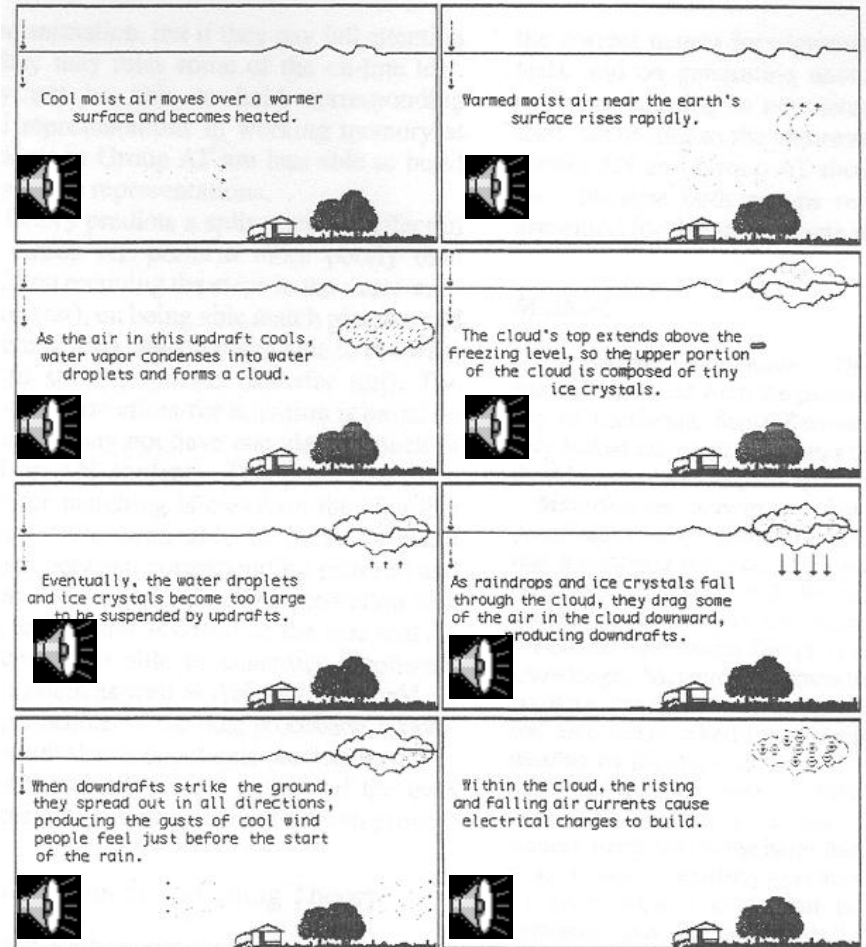 Cool moist air moves over a warmer
surface and becomes heated.
Warmed moist air near the earth's
surface rises rapidly.
As the air in this updraft cools,
water vapor condenses into water
droplets and forms a cloud.
The cloud's top extends above the
freezing level, so the upper portion
of the cloud is composed of tiny
ice crystals.
Eventually, the water droplets
and ice crystals become too large
to be suspended by updrafts.
As raindrops and ice crystals fall
through the cloud, they drag some
of the air in the cloud downward,
producing downdrafts.
When downdrafts strike the ground,
they spread out in all directions,
producing the gusts of cool wind
people feel just before the start
of the rain.
Within the cloud, the rising
and falling air currents cause
electrical charges to build.